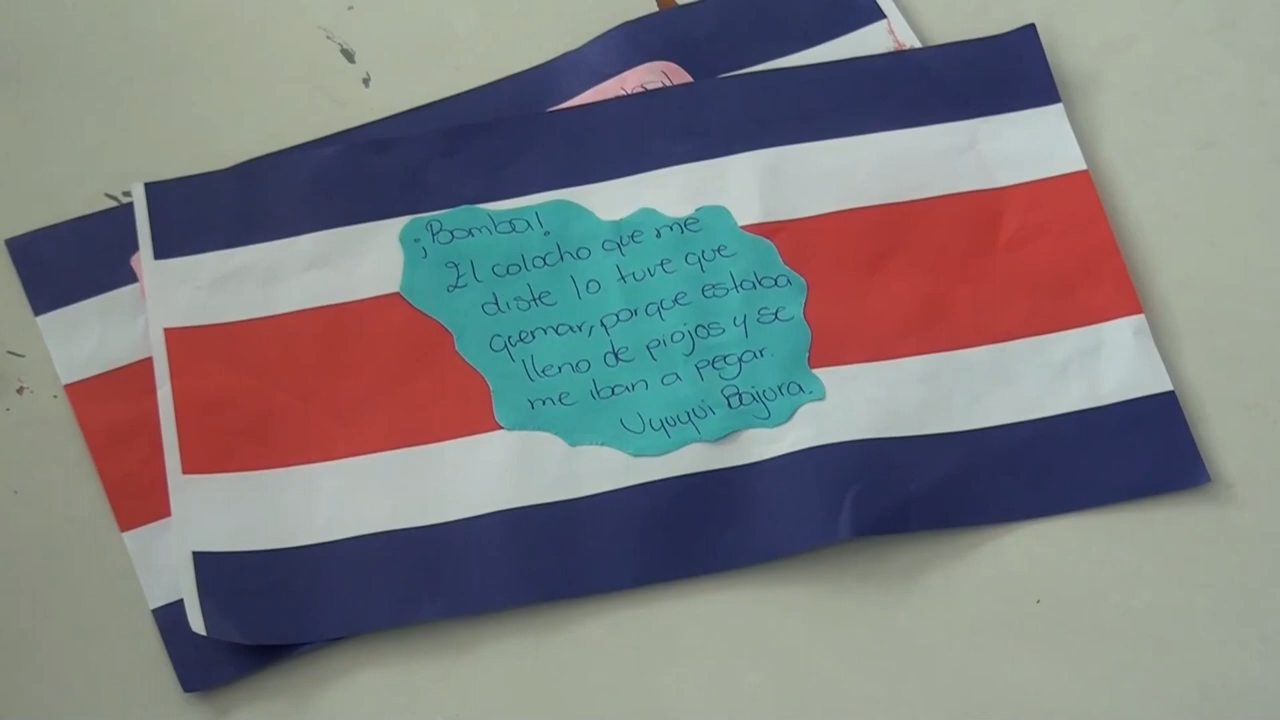 ¡Bomba!
El colocho que me
diste lo tuve que
quemar, porque estaba
lleno de piojos y se
me iban a pegar.
Uyuyui Bajura.